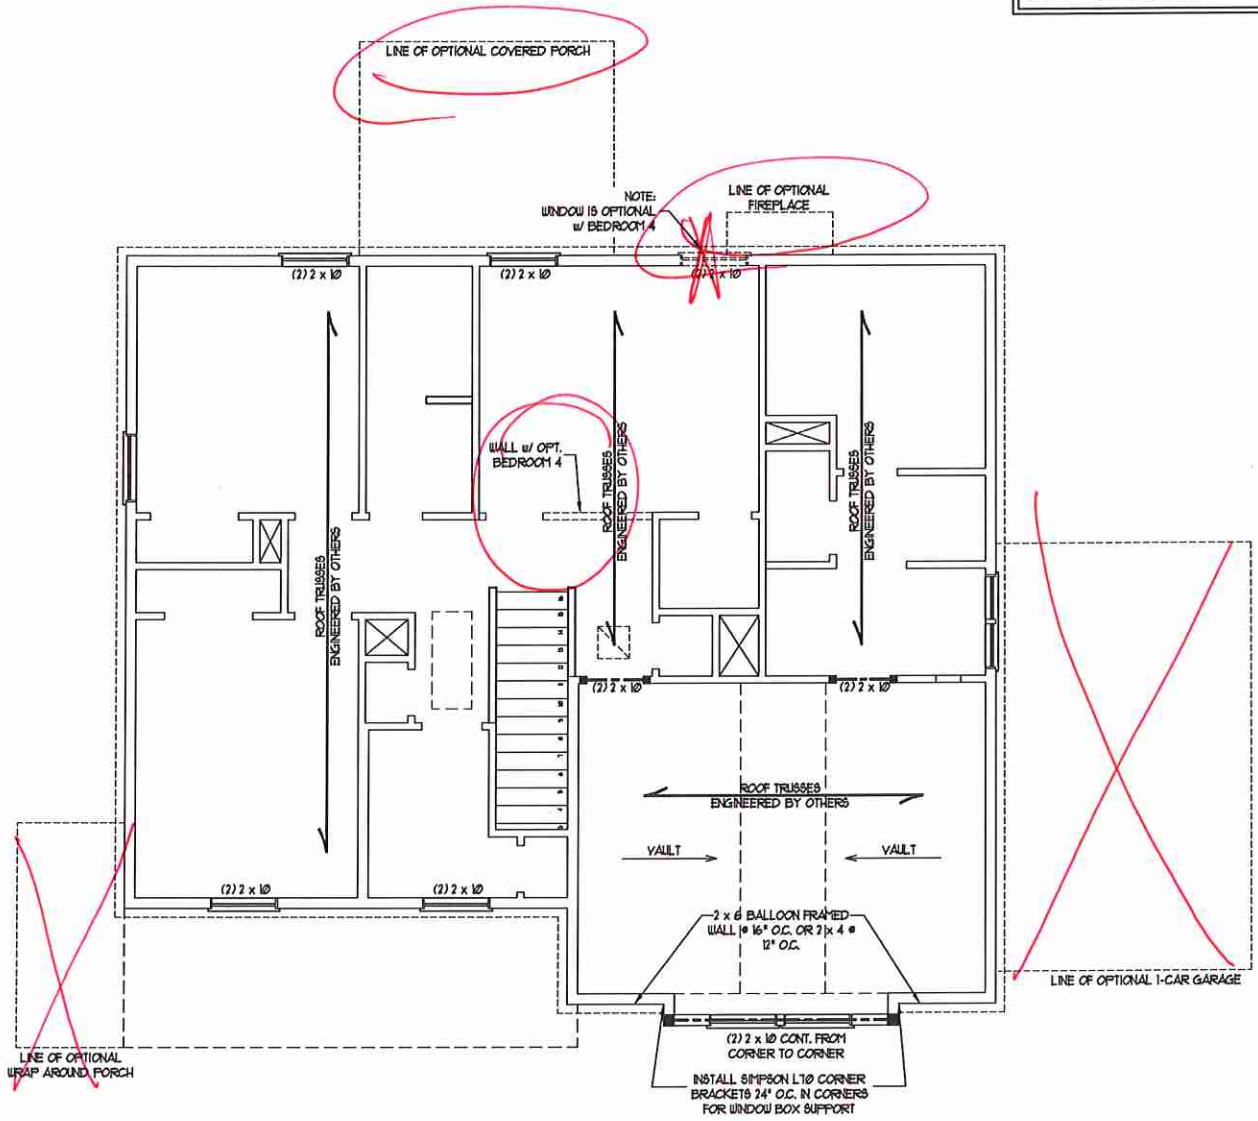 LINE OF OPTIONAL COVERED PORCH
NOTE:
WINDOW IS OPTIONAL
w/ BEDROOM 4
LINE OF OPTIONAL
FIREPLACE
(2) 2 x 10
(2) 2 x 10
(2) 2 x 10
WALL w/ OPT.
BEDROOM 4
ROOF TRUSSES
ENGINEERED BY OTHERS
ROOF TRUSSES
ENGINEERED BY OTHERS
ROOF TRUSSES
ENGINEERED BY OTHERS
(2) 2 x 10
(2) 2 x 10
ROOF TRUSSES
ENGINEERED BY OTHERS
VAULT
VAULT
(2) 2 x 10
(2) 2 x 10
2 x 6 BALLOON FRAMED
WALL @ 16" O.C. OR 2 x 4 @
12" O.C.
LINE OF OPTIONAL 1-CAR GARAGE
(2) 2 x 10 CONT. FROM
CORNER TO CORNER
LINE OF OPTIONAL
WRAP AROUND PORCH
INSTALL SIMPSON L70 CORNER
BRACKETS 24" O.C. IN CORNERS
FOR WINDOW BOX SUPPORT